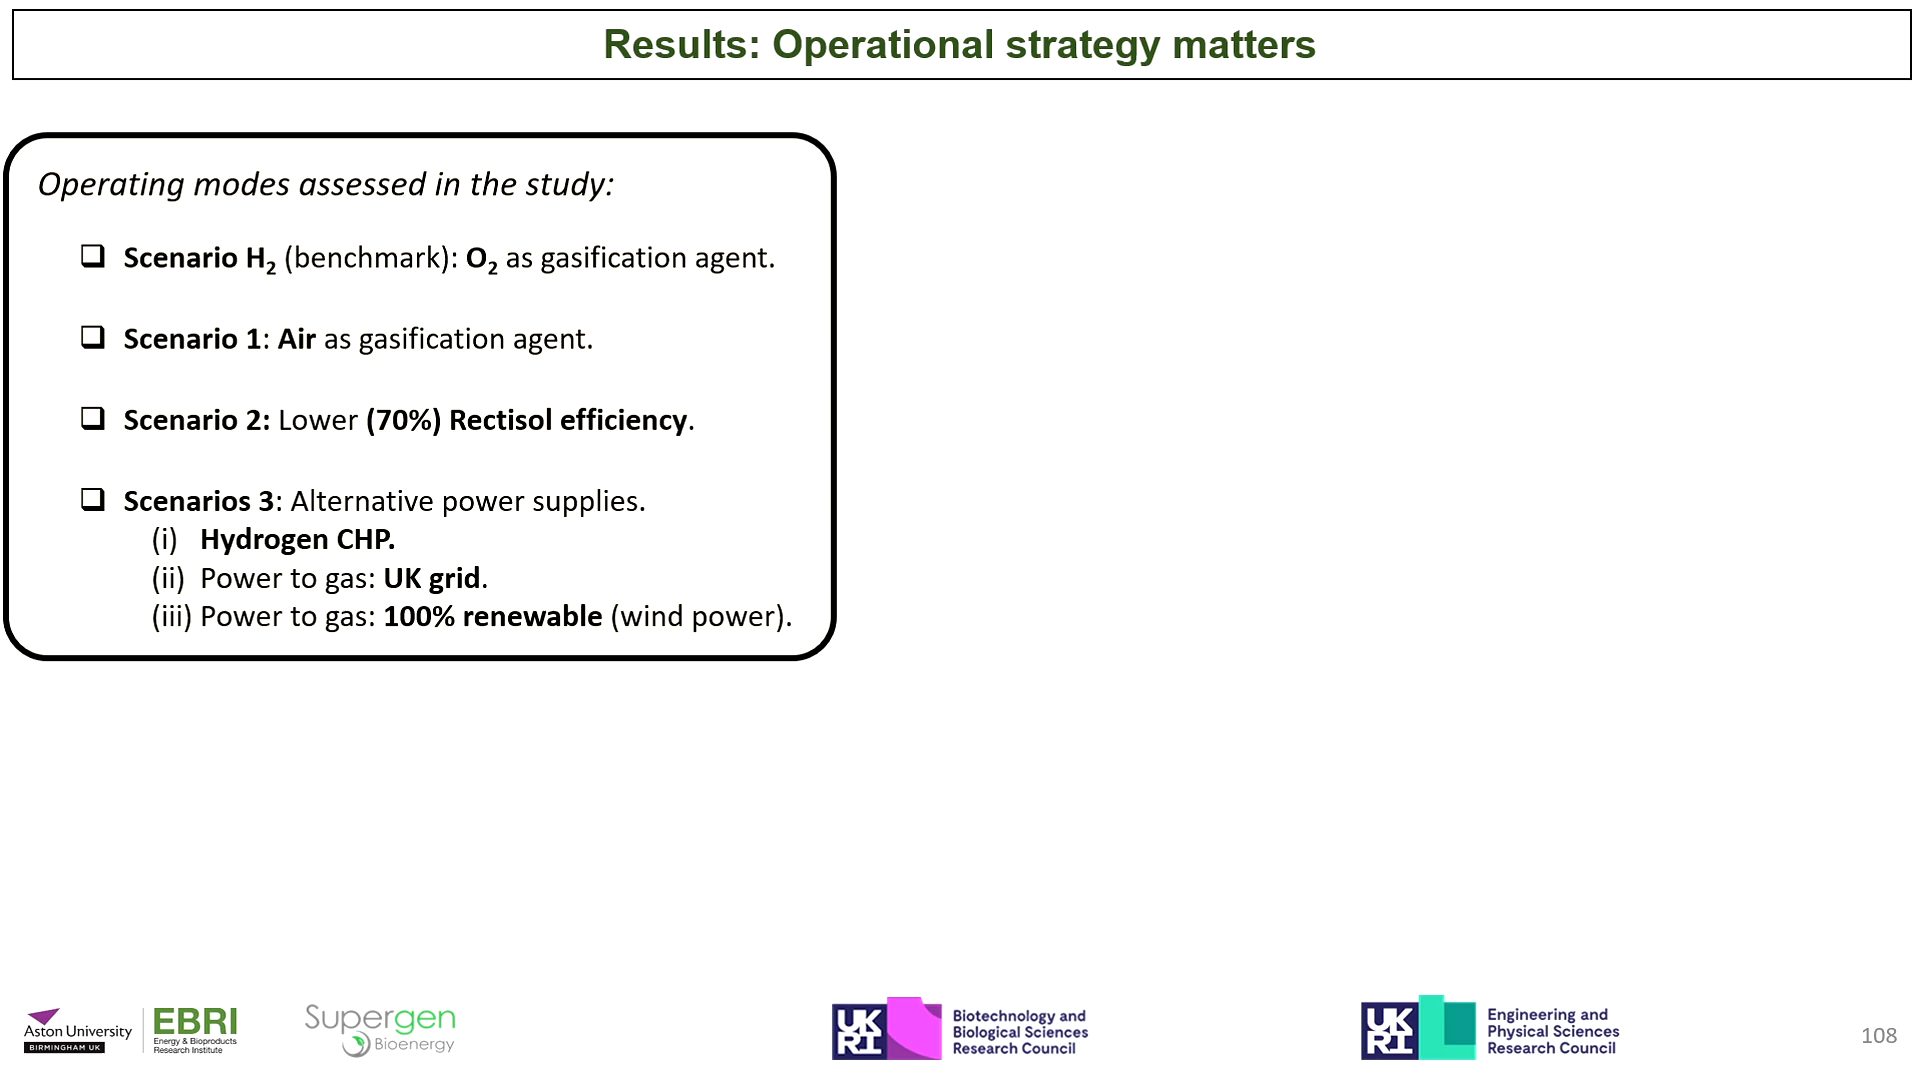 Results: Operational strategy matters
Operating modes assessed in the study:
❑ Scenario H₂ (benchmark): O₂ as gasification agent.
❑ Scenario 1: Air as gasification agent.
❑ Scenario 2: Lower (70%) Rectisol efficiency.
❑ Scenarios 3: Alternative power supplies.
(i) Hydrogen CHP.
(ii) Power to gas: UK grid.
(iii) Power to gas: 100% renewable (wind power).
Aston University
BIRMINGHAM UK
EBRI
Energy & Bioproducts
Research Institute
Supergen
Bioenergy
UK
RI
Biotechnology and
Biological Sciences
Research Council
UK
RI
Engineering and
Physical Sciences
Research Council
108